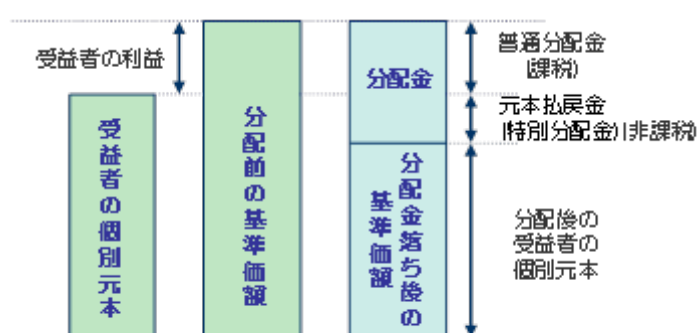 受益者の利益
受益者の個別元本
分配前の基準価額
分配金
分配金落ち後の
基準価額
普通分配金
(課税)
元本払戻金
(特別分配金)(非課税)
分配後の
受益者の
個別元本